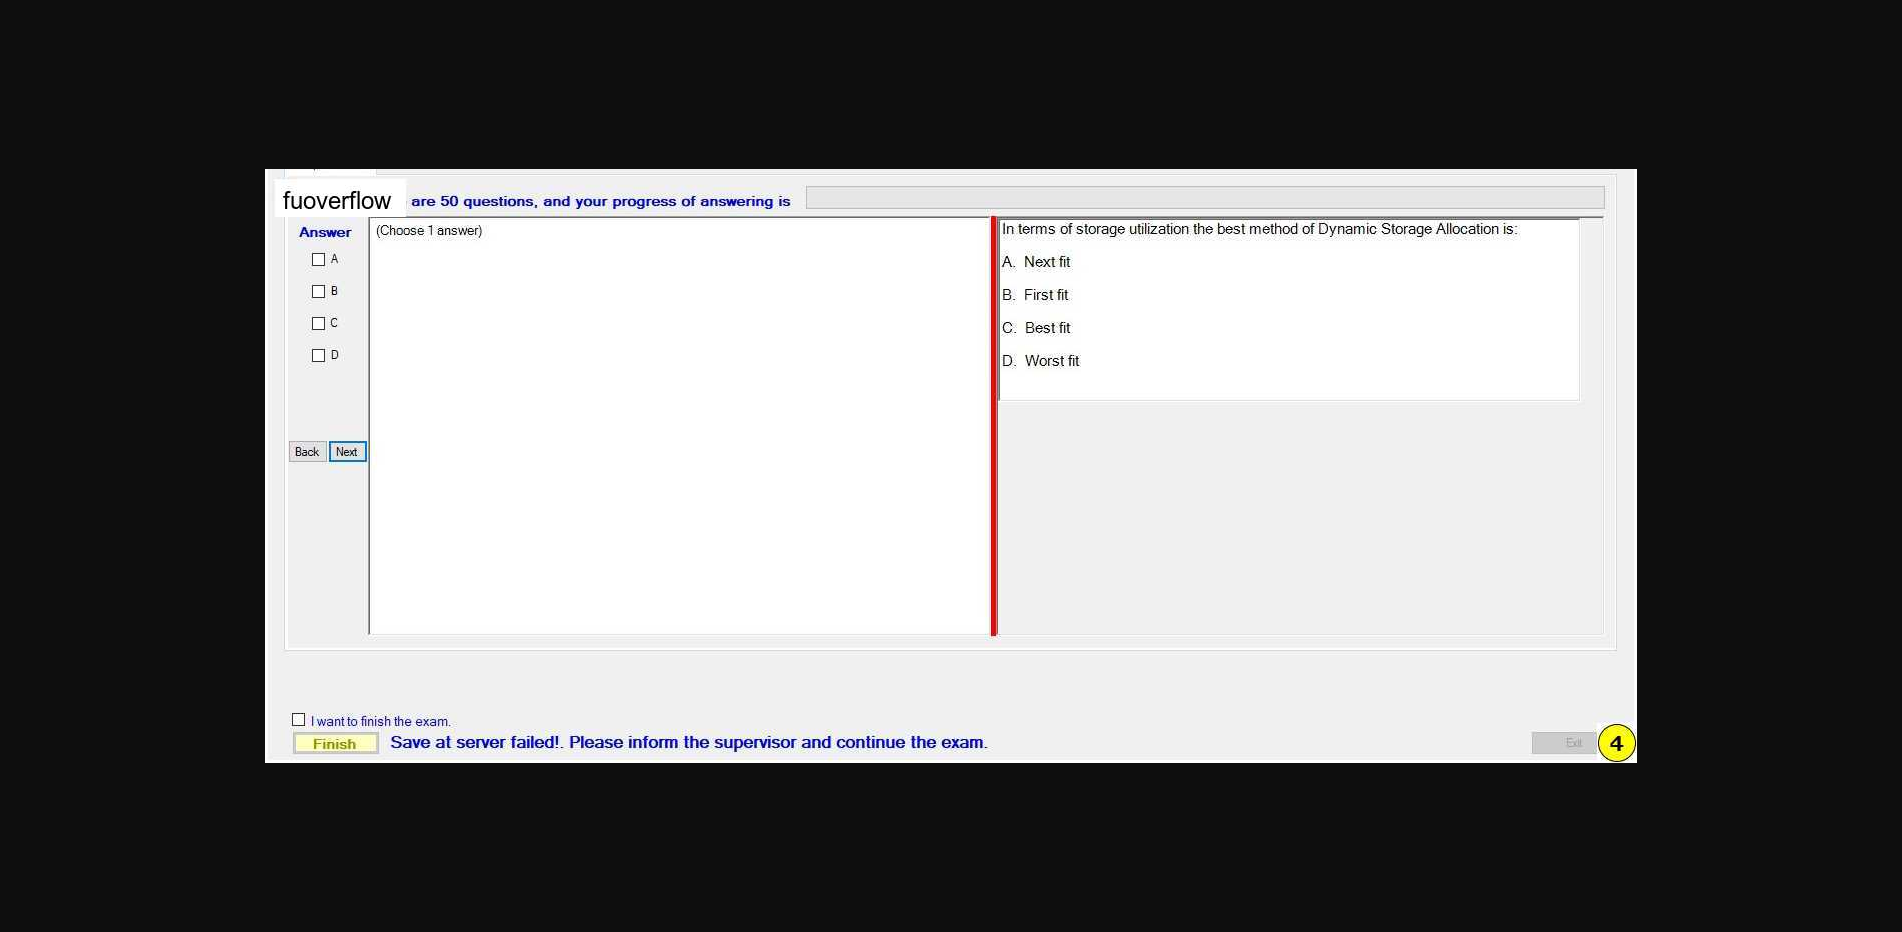 fuoverflow are 50 questions, and your progress of answering is
Answer
(Choose 1 answer)
A
B
C
D
Back Next
In terms of storage utilization the best method of Dynamic Storage Allocation is:
A. Next fit
B. First fit
C. Best fit
D. Worst fit
I want to finish the exam.
Finish Save at server failed!. Please inform the supervisor and continue the exam.
Exit 4